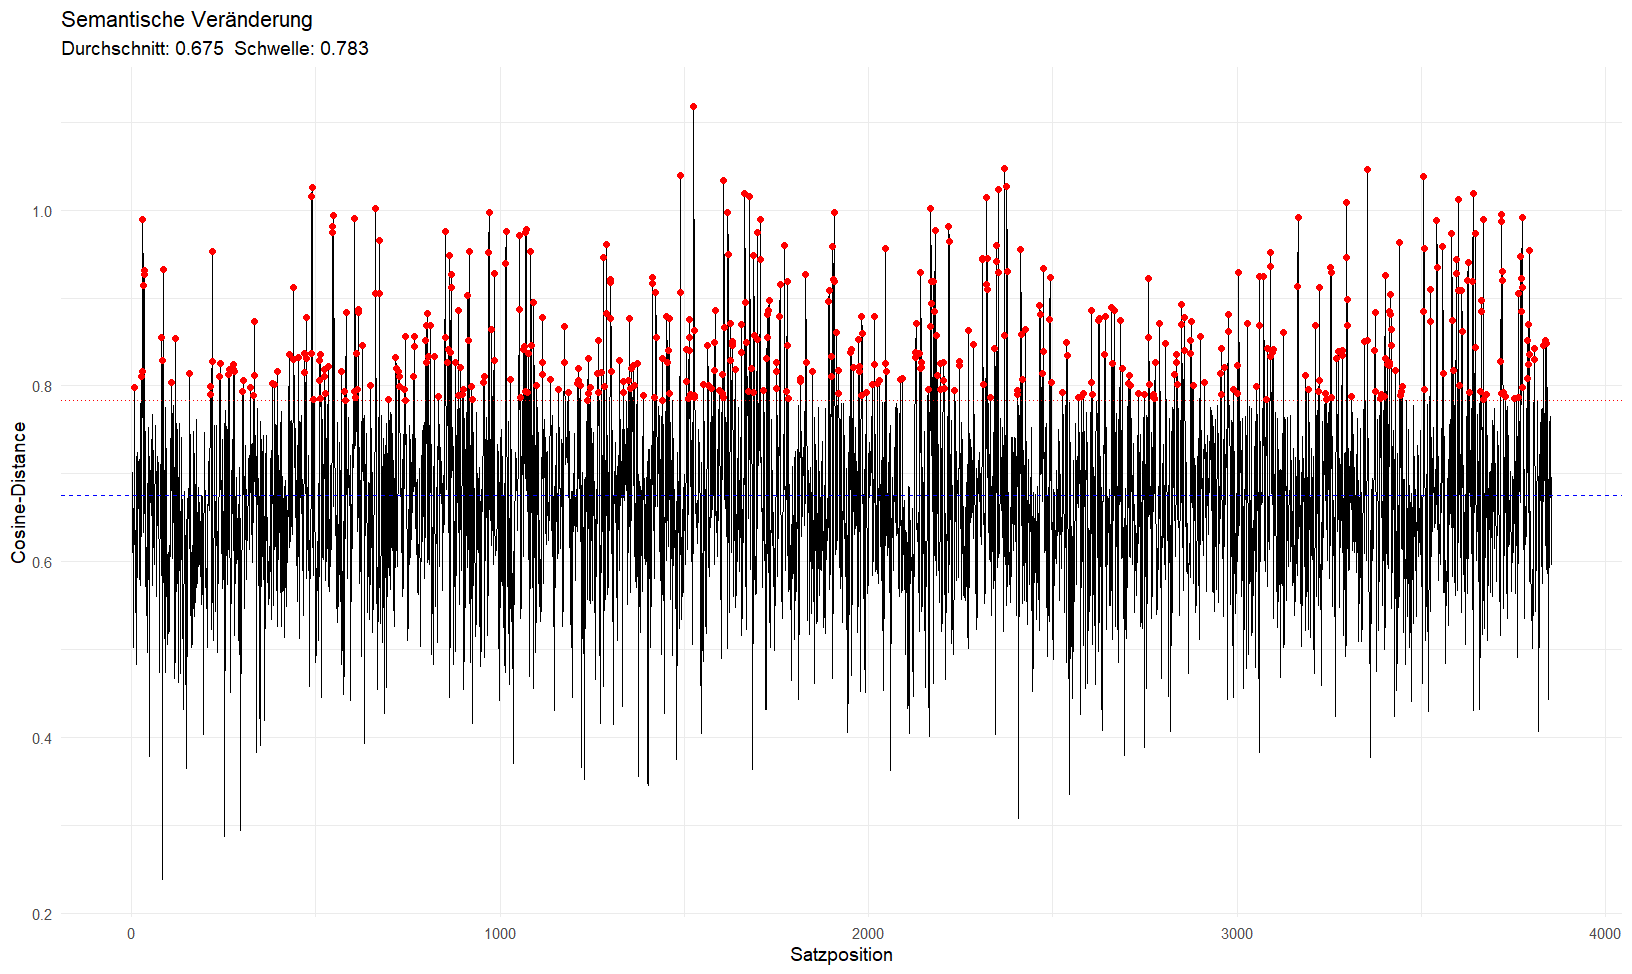 Semantische Veränderung
Durchschnitt: 0.675  Schwelle: 0.783
Cosine-Distance
1.0
0.8
0.6
0.4
0.2
0
1000
2000
3000
4000
Satzposition